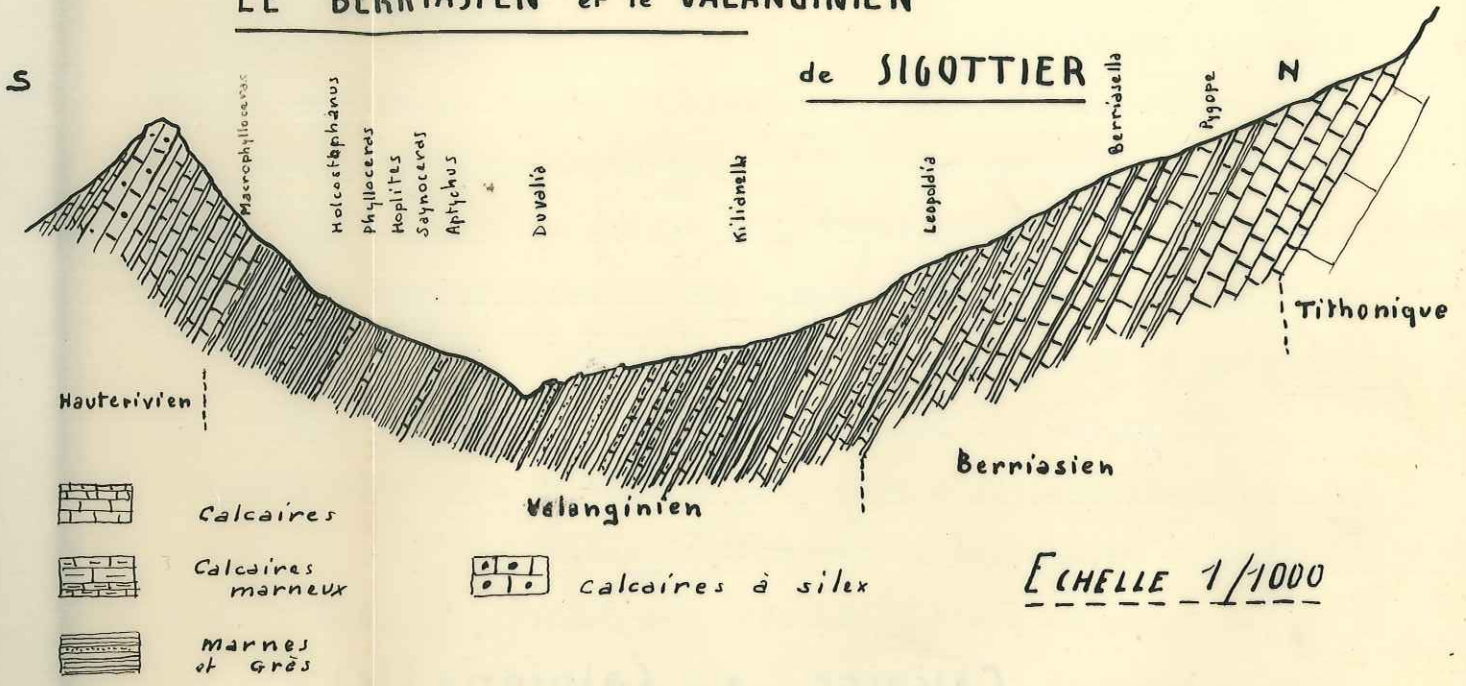 LE BERRIASIEN et le VALANGINIEN
de SIGOTTIER
S
N
Macrophylloceras
Holcostephanus
Phylloceras
Hoplites
Saynoceras
Aptychus
Duvalia
Kilianella
Leopoldia
Berriasella
Pygope
Tithonique
Hauterivien
Berriasien
Valanginien
Calcaires
Calcaires
marneux
Calcaires à silex
ECHELLE 1/1000
Marnes
et Grès